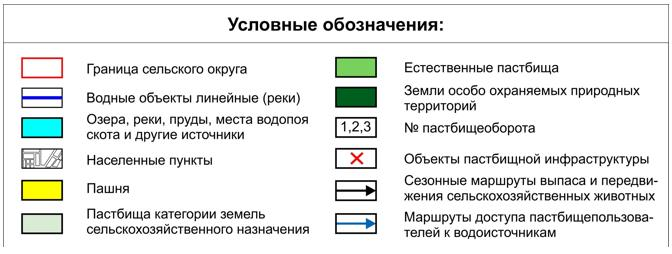 Условные обозначения:
Граница сельского округа
Водные объекты линейные (реки)
Озера, реки, пруды, места водопоя
скота и другие источники
Населенные пункты
Пашня
Пастбища категории земель
сельскохозяйственного назначения
Естественные пастбища
Земли особо охраняемых природных
территорий
1,2,3 № пастбищеоборота
Объекты пастбищной инфраструктуры
Сезонные маршруты выпаса и передви-
жения сельскохозяйственных животных
Маршруты доступа пастбищепользова-
телей к водоисточникам